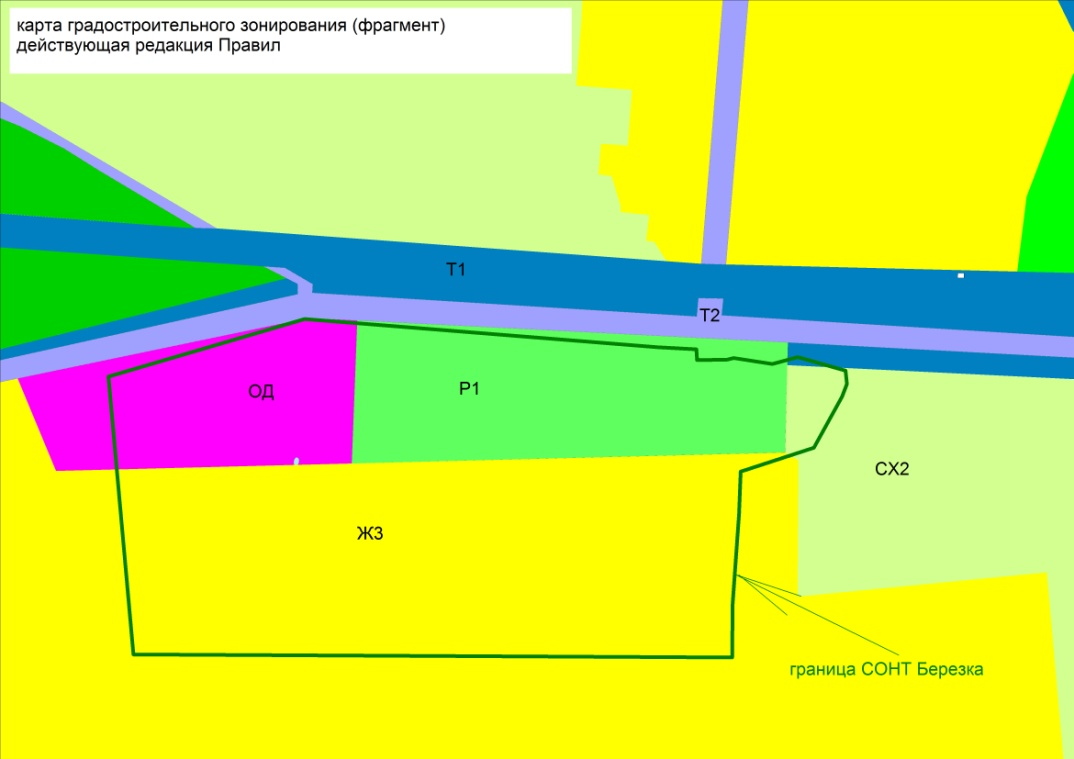 карта градостроительного зонирования (фрагмент)
действующая редакция Правил
Т1
Т2
ОД
Р1
СХ2
Ж3
граница СОНТ Березка